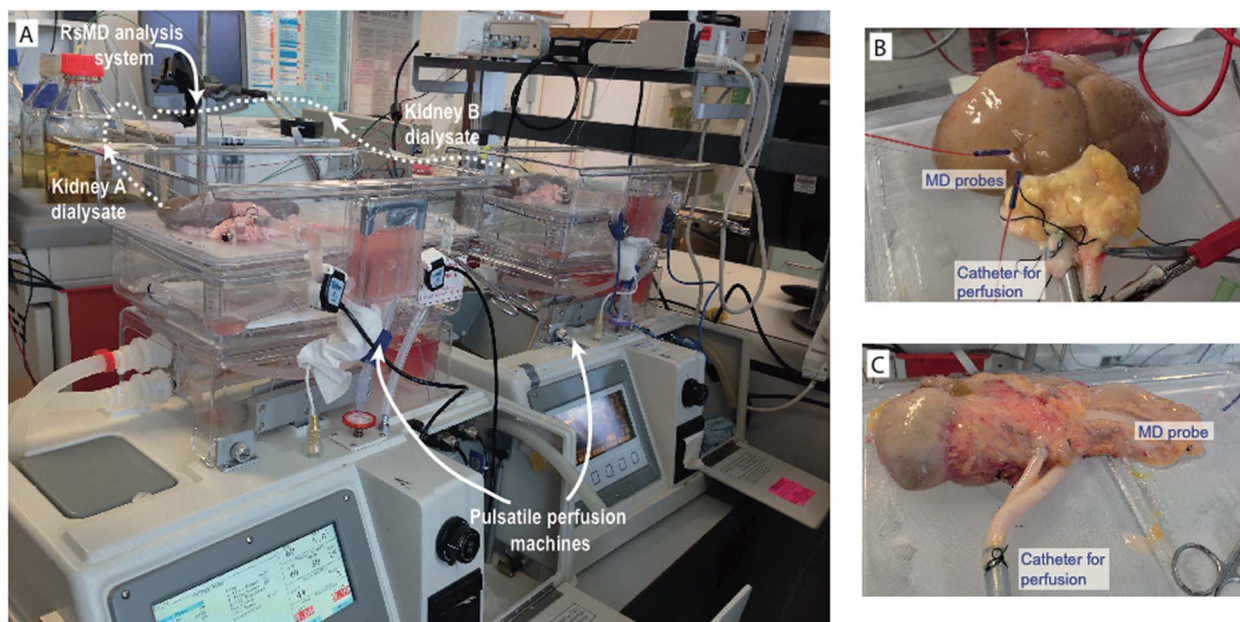 A
RsMD analysis
system
Kidney B
dialysate
Kidney A
dialysate
Pulsatile perfusion
machines
B
MD probes
Catheter for
perfusion
C
MD probe
Catheter for
perfusion